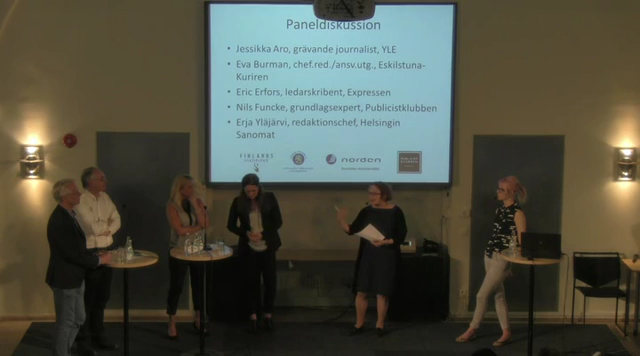 Paneldiskussion
• Jessikka Aro, grävande journalist, YLE
• Eva Burman, chef.red./ansv.utg., Eskilstuna-
Kuriren
• Eric Erfors, ledarskribent, Expressen
• Nils Funcke, grundlagsexpert, Publicistklubben
• Erja Yläjärvi, redaktionschef, Helsingin
Sanomat
FINLANDS
norden